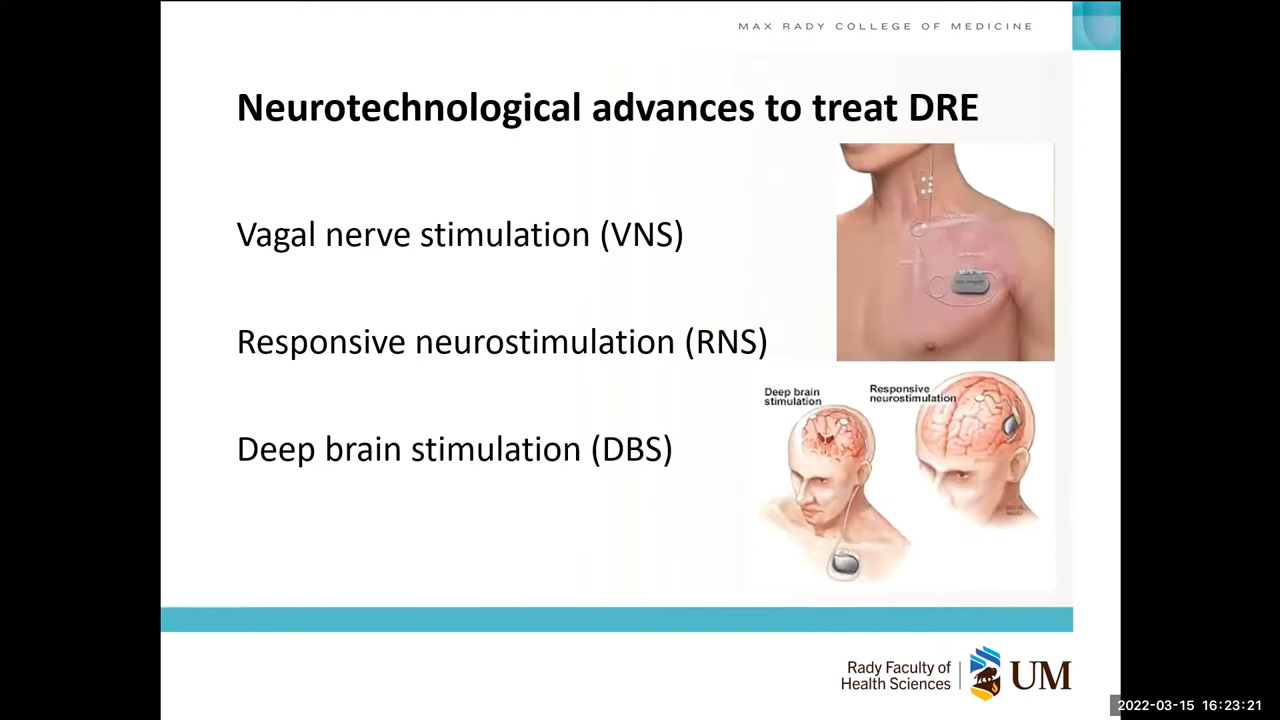 MAX RADY COLLEGE OF MEDICINE
Neurotechnological advances to treat DRE
Vagal nerve stimulation (VNS)
Responsive neurostimulation (RNS)
Deep brain stimulation (DBS)
Deep brain
stimulation
Responsive
neurostimulation
Rady Faculty of
Health Sciences
UM
2022-03-15 16:23:21